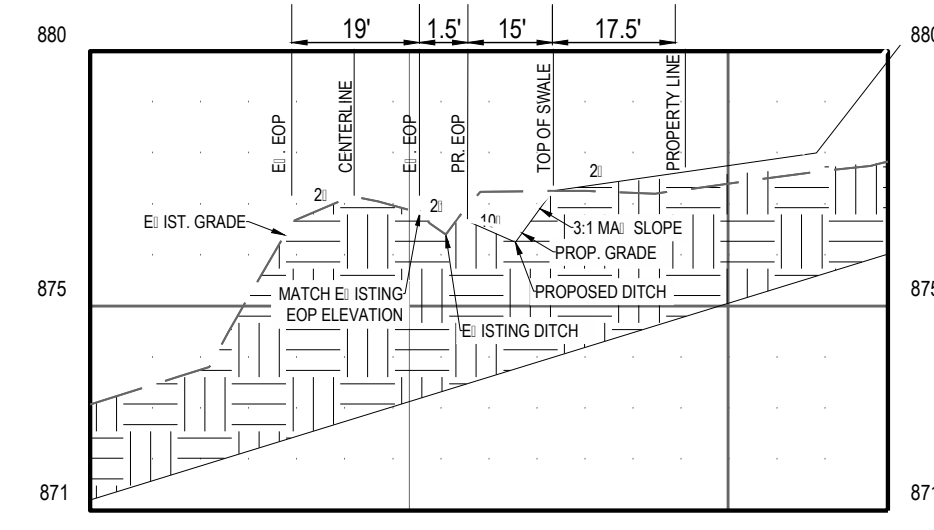 19' 1.5' 15' 17.5'
880 880
E▯. EOP
CENTERLINE
E▯. EOP
PR. EOP
TOP OF SWALE
PROPERTY LINE
2▯ 2▯ 2▯
10▯
E▯IST. GRADE
3:1 MA▯ SLOPE
PROP. GRADE
MATCH E▯ISTING
EOP ELEVATION
PROPOSED DITCH
875 875
E▯ISTING DITCH
871 871